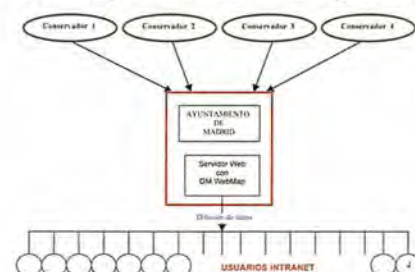 Conservador 1
Conservador 2
Conservador 3
Conservador 4
AYUNTAMIENTO
DE
MADRID
Servidor Web
con
GM WebMap
Difusión de datos
USUARIOS INTRANET